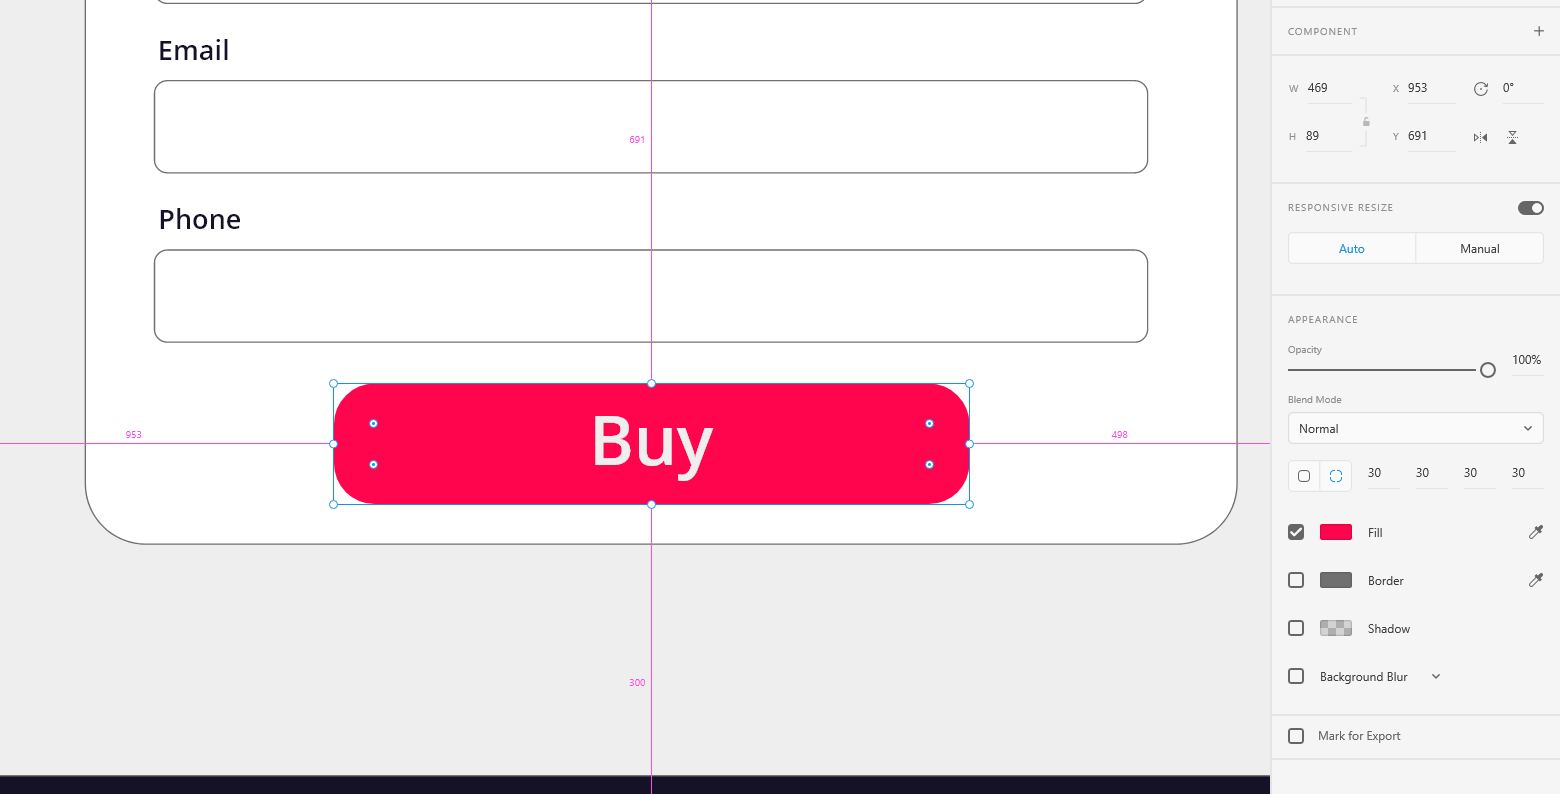 Email
691
Phone
953
498
Buy
300
COMPONENT
W 469 X 953 0°
H 89 Y 691
RESPONSIVE RESIZE
Auto Manual
APPEARANCE
Opacity
100%
Blend Mode
Normal
30 30 30 30
Fill
Border
Shadow
Background Blur
Mark for Export